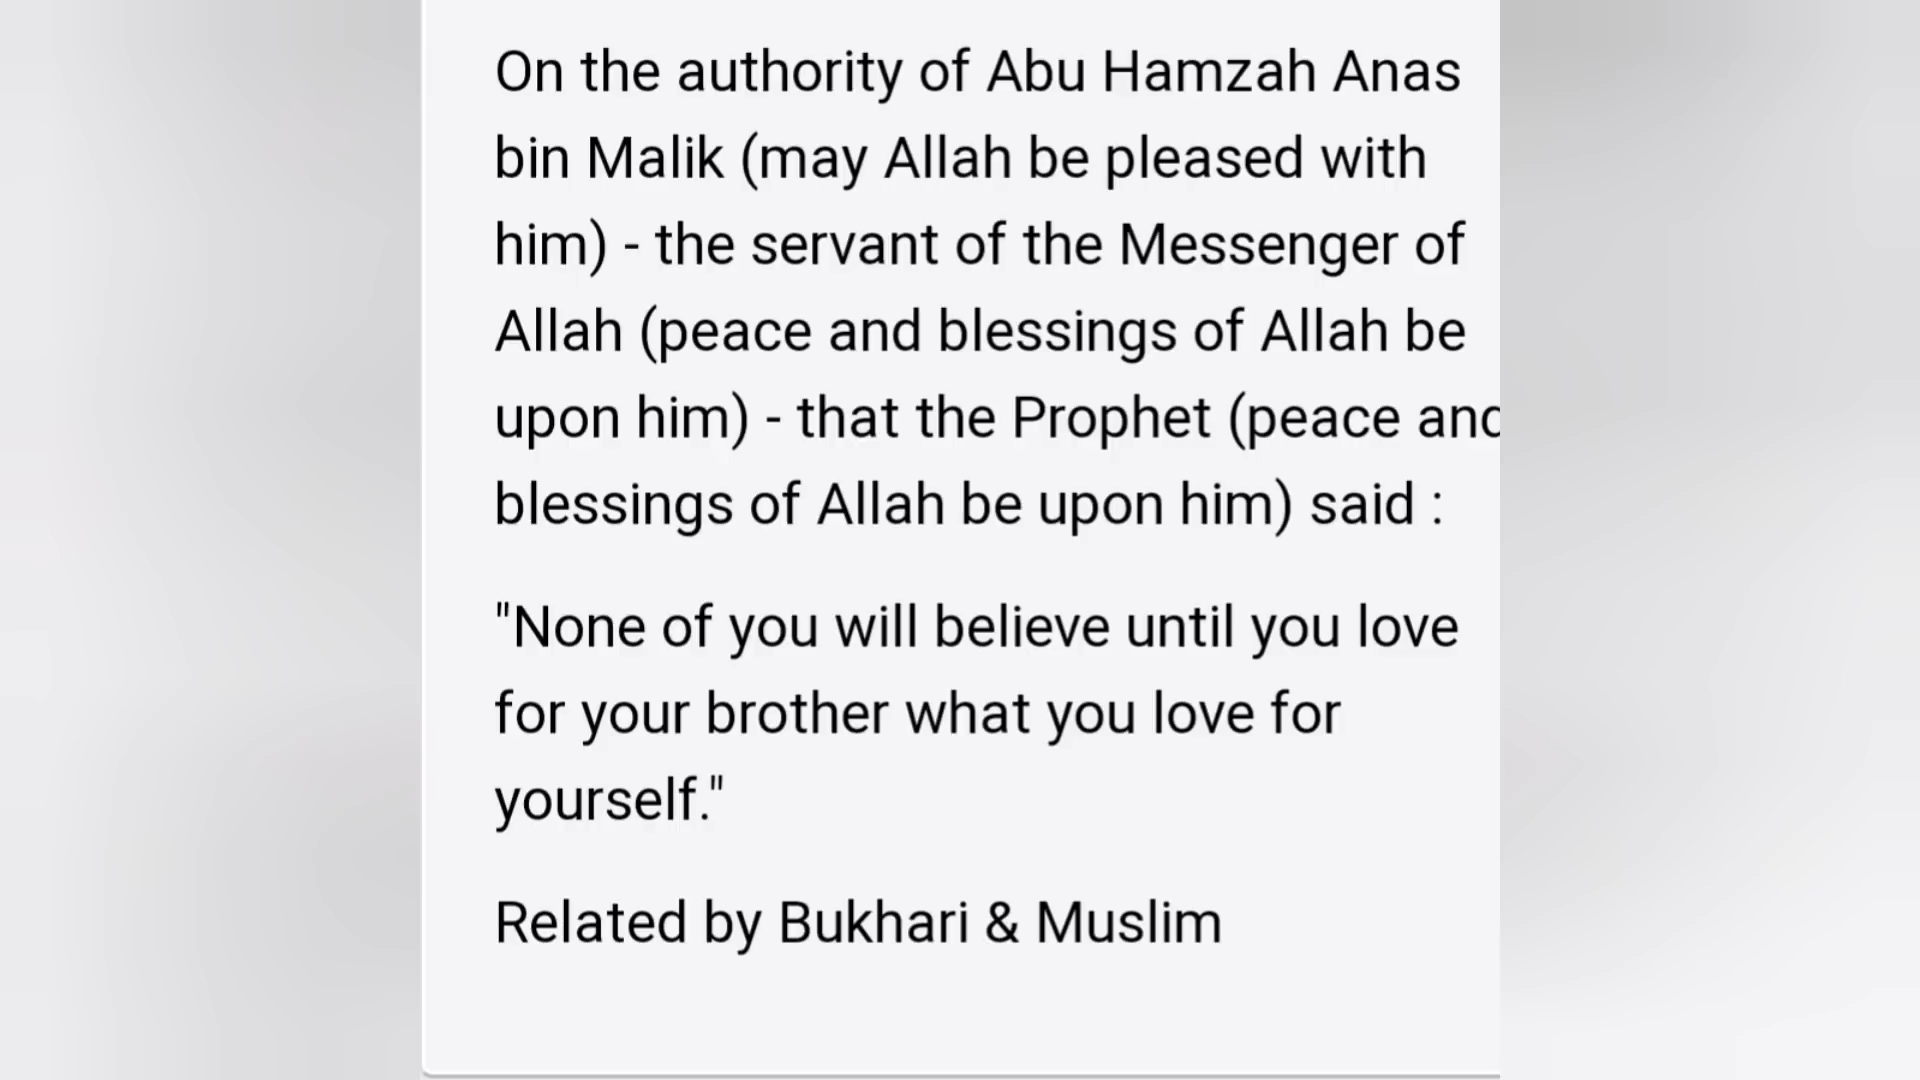 On the authority of Abu Hamzah Anas
bin Malik (may Allah be pleased with
him) - the servant of the Messenger of
Allah (peace and blessings of Allah be
upon him) - that the Prophet (peace and
blessings of Allah be upon him) said :
"None of you will believe until you love
for your brother what you love for
yourself."
Related by Bukhari & Muslim